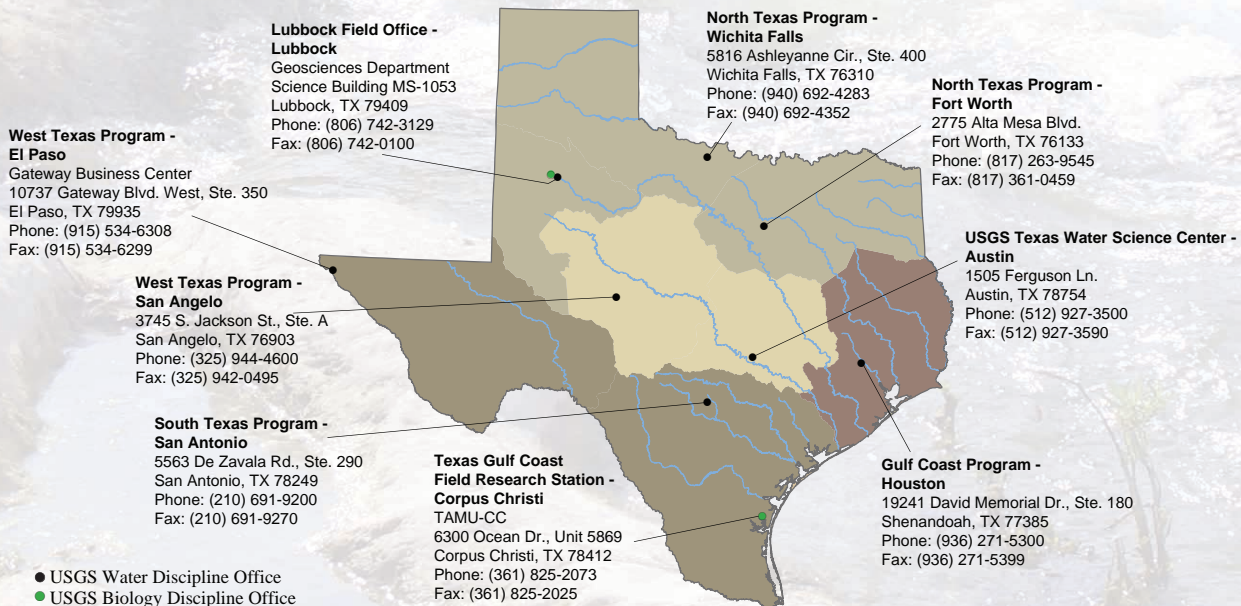 Lubbock Field Office -
Lubbock
Geosciences Department
Science Building MS-1053
Lubbock, TX 79409
Phone: (806) 742-3129
Fax: (806) 742-0100
North Texas Program -
Wichita Falls
5816 Ashleyanne Cir., Ste. 400
Wichita Falls, TX 76310
Phone: (940) 692-4283
Fax: (940) 692-4352
North Texas Program -
Fort Worth
2775 Alta Mesa Blvd.
Fort Worth, TX 76133
Phone: (817) 263-9545
Fax: (817) 361-0459
West Texas Program -
El Paso
Gateway Business Center
10737 Gateway Blvd. West, Ste. 350
El Paso, TX 79935
Phone: (915) 534-6308
Fax: (915) 534-6299
USGS Texas Water Science Center -
Austin
1505 Ferguson Ln.
Austin, TX 78754
Phone: (512) 927-3500
Fax: (512) 927-3590
West Texas Program -
San Angelo
3745 S. Jackson St., Ste. A
San Angelo, TX 76903
Phone: (325) 944-4600
Fax: (325) 942-0495
South Texas Program -
San Antonio
5563 De Zavala Rd., Ste. 290
San Antonio, TX 78249
Phone: (210) 691-9200
Fax: (210) 691-9270
Texas Gulf Coast
Field Research Station -
Corpus Christi
TAMU-CC
6300 Ocean Dr., Unit 5869
Corpus Christi, TX 78412
Phone: (361) 825-2073
Fax: (361) 825-2025
Gulf Coast Program -
Houston
19241 David Memorial Dr., Ste. 180
Shenandoah, TX 77385
Phone: (936) 271-5300
Fax: (936) 271-5399
USGS Water Discipline Office
USGS Biology Discipline Office